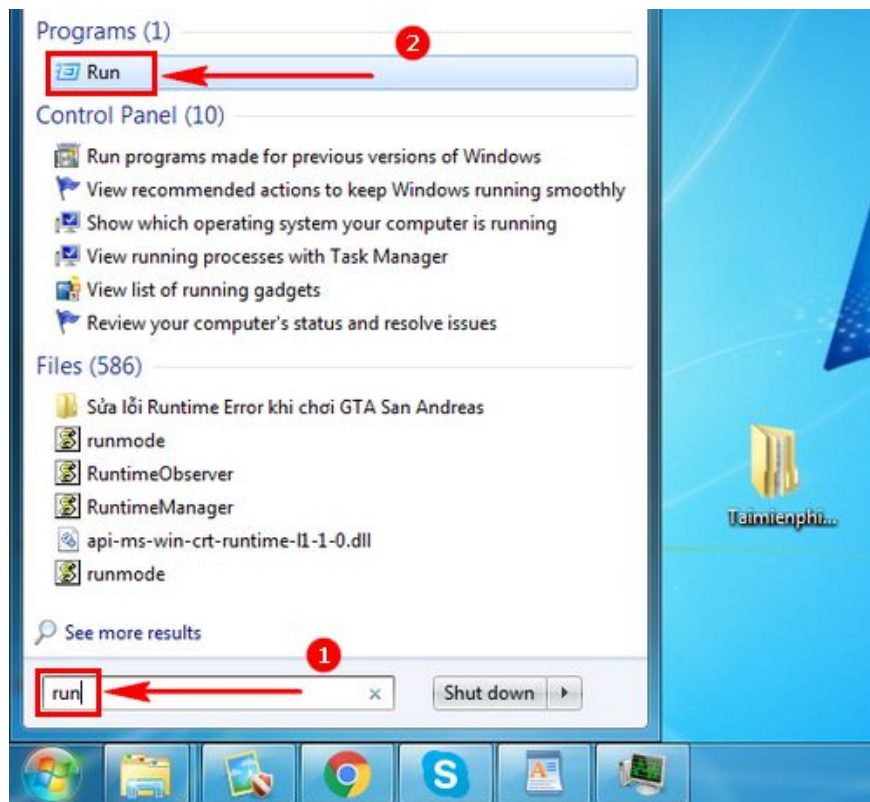 Programs (1)
2
Run
Control Panel (10)
Run programs made for previous versions of Windows
View recommended actions to keep Windows running smoothly
Show which operating system your computer is running
View running processes with Task Manager
View list of running gadgets
Review your computer's status and resolve issues
Files (586)
Sửa lỗi Runtime Error khi chơi GTA San Andreas
runmode
RuntimeObserver
RuntimeManager
api-ms-win-crt-runtime-l1-1-0.dll
runmode
See more results
1
run
Shut down
Taimienphi...